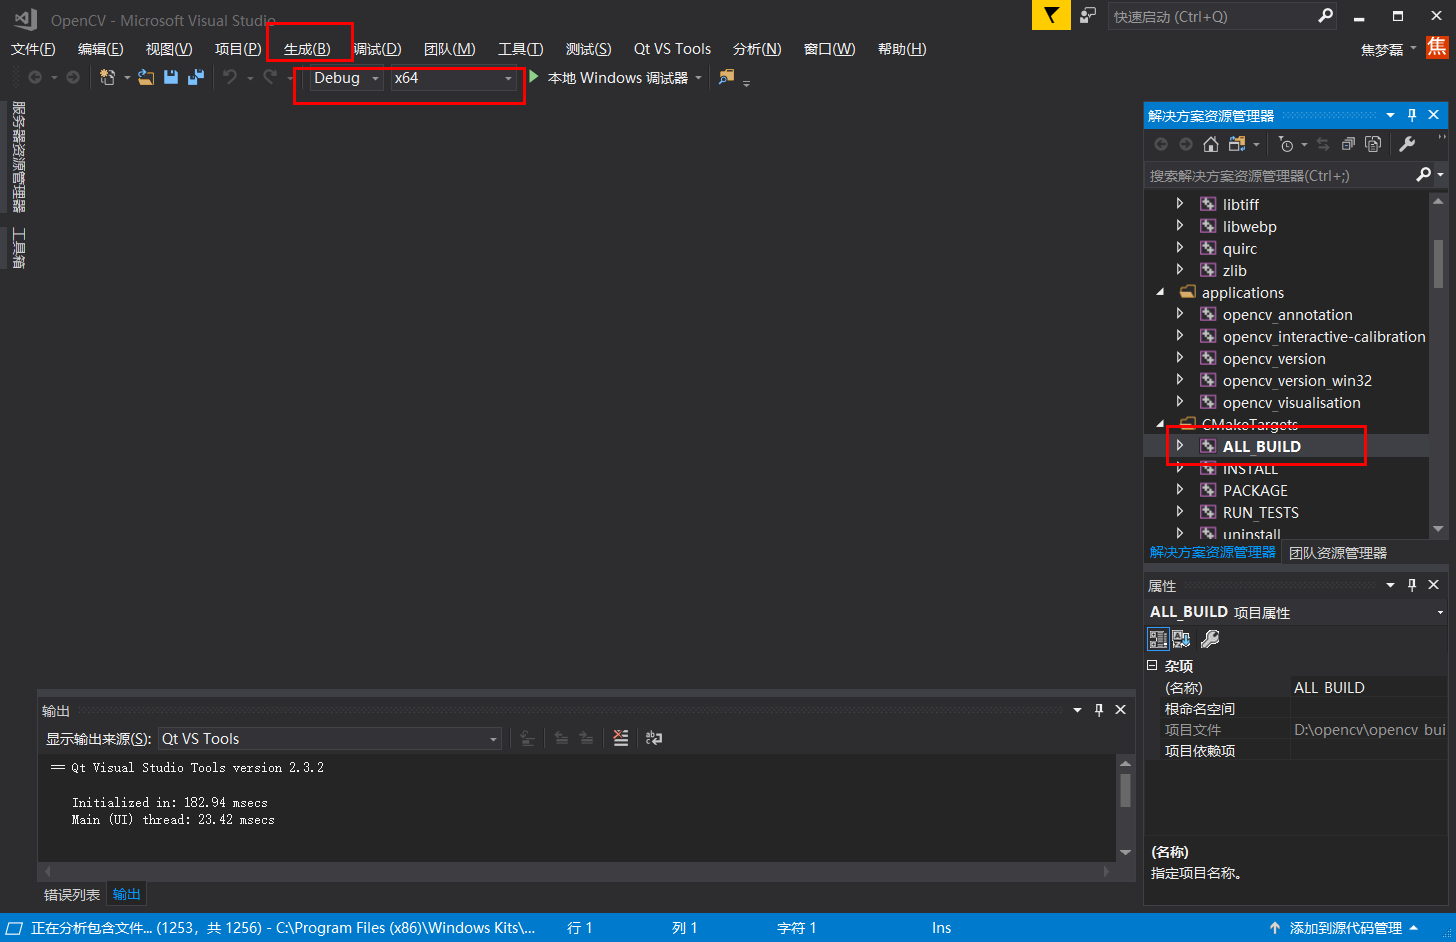 OpenCV - Microsoft Visual Studio
快速启动 (Ctrl+Q)
文件(F) 编辑(E) 视图(V) 项目(P) 生成(B) 调试(D) 团队(M) 工具(T) 测试(S) Qt VS Tools 分析(N) 窗口(W) 帮助(H)
焦梦磊
焦
Debug x64 本地 Windows 调试器
服务器资源管理器
工具箱
解决方案资源管理器
搜索解决方案资源管理器(Ctrl+;)
libtiff
libwebp
quirc
zlib
applications
opencv_annotation
opencv_interactive-calibration
opencv_version
opencv_version_win32
opencv_visualisation
CMakeTargets
ALL_BUILD
INSTALL
PACKAGE
RUN_TESTS
uninstall
解决方案资源管理器 团队资源管理器
属性
ALL_BUILD 项目属性
杂项
(名称) ALL_BUILD
根命名空间
项目文件 D:\opencv\opencv_bui
项目依赖项
(名称)
指定项目名称。
输出
显示输出来源(S): Qt VS Tools
== Qt Visual Studio Tools version 2.3.2
Initialized in: 182.94 msecs
Main (UI) thread: 23.42 msecs
错误列表 输出
正在分析包含文件... (1253，共 1256) - C:\Program Files (x86)\Windows Kits\... 行 1 列 1 字符 1 Ins 添加到源代码管理